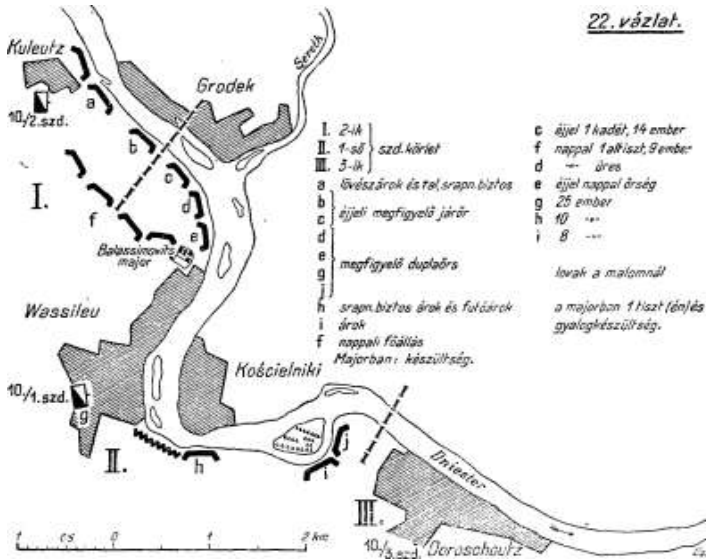 22. vázlat.
Kuleutz
Grodek
Sereth
10/2. szd.
a
b
c
d
e
f
I.
Balassinovits
major
Wassileu
10/1. szd.
g
Kościelniki
II.
h
i
j
III.
Dniester
10/3. szd.
Doroschoutz
1 cs 0 1 2 km
I. 2-ik
II. 1-ső szd. körlet
III. 3-ik
a lövészárok és tal, srapn. biztos
b
c éjjeli megfigyelő járőr
d
e
g megfigyelő duplaőrs
j
h srapn. biztos árok és futóárok
i árok
f nappali főállás
Majorban: készültség.
c éjjel 1 kadét, 14 ember
f nappal 1 altiszt, 9 ember
d -"- üres
e éjjel nappal őrség
g 25 ember
h 10 -"-
i 8 -"-
lovak a malomnál
a majorban 1 tiszt (én) és
gyalogkészültség.